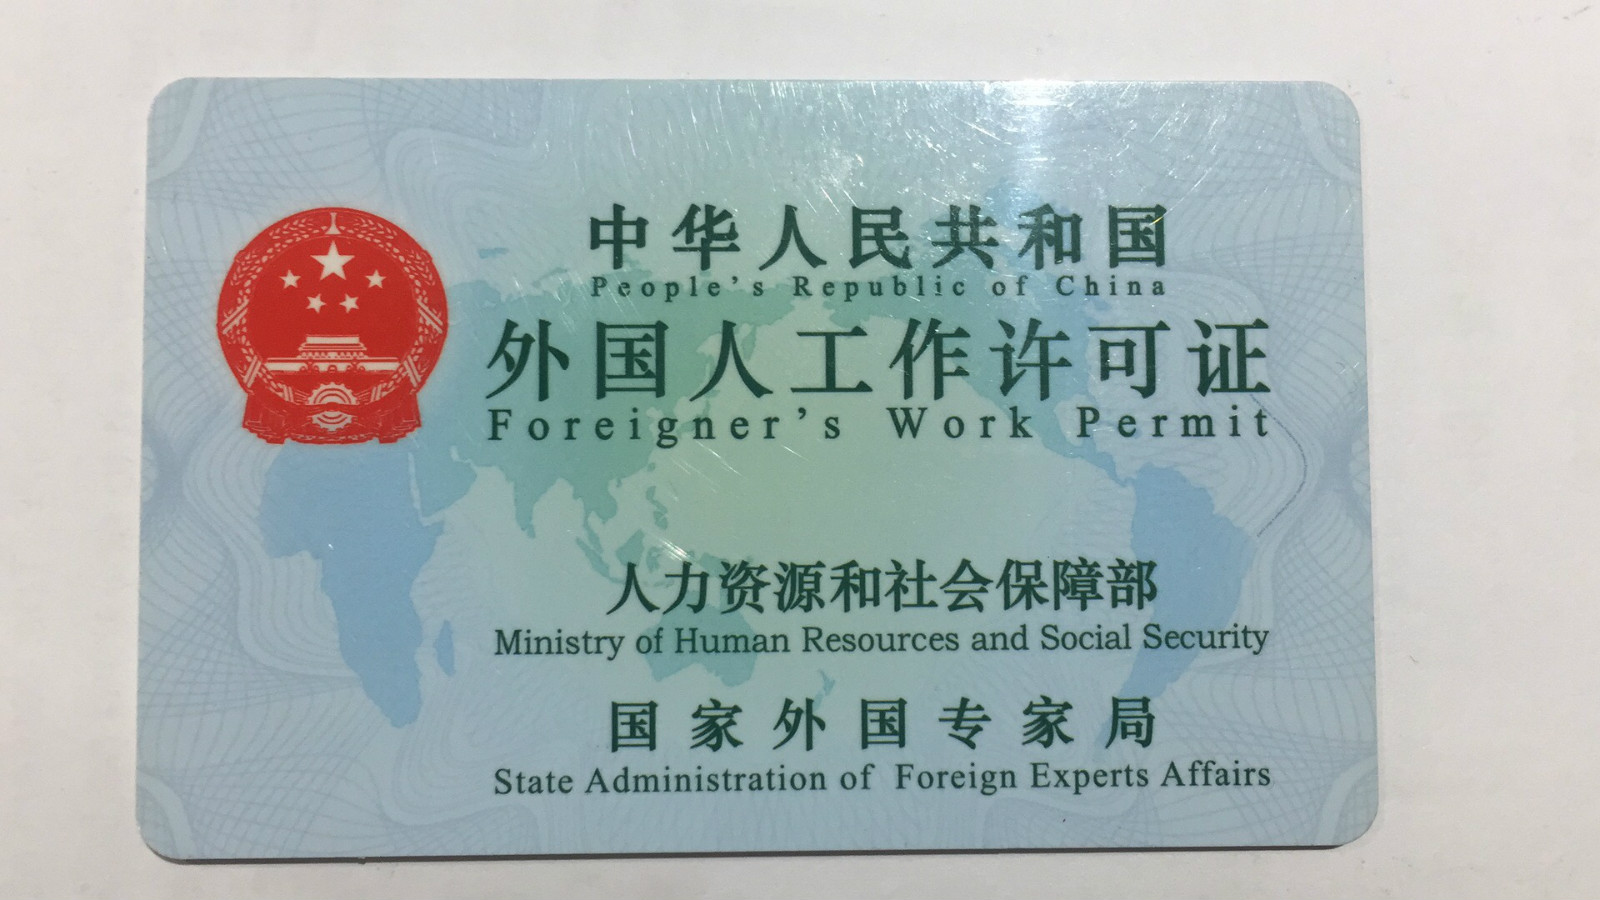 中华人民共和国
People's Republic of China
外国人工作许可证
Foreigner's Work Permit
人力资源和社会保障部
Ministry of Human Resources and Social Security
国家外国专家局
State Administration of Foreign Experts Affairs